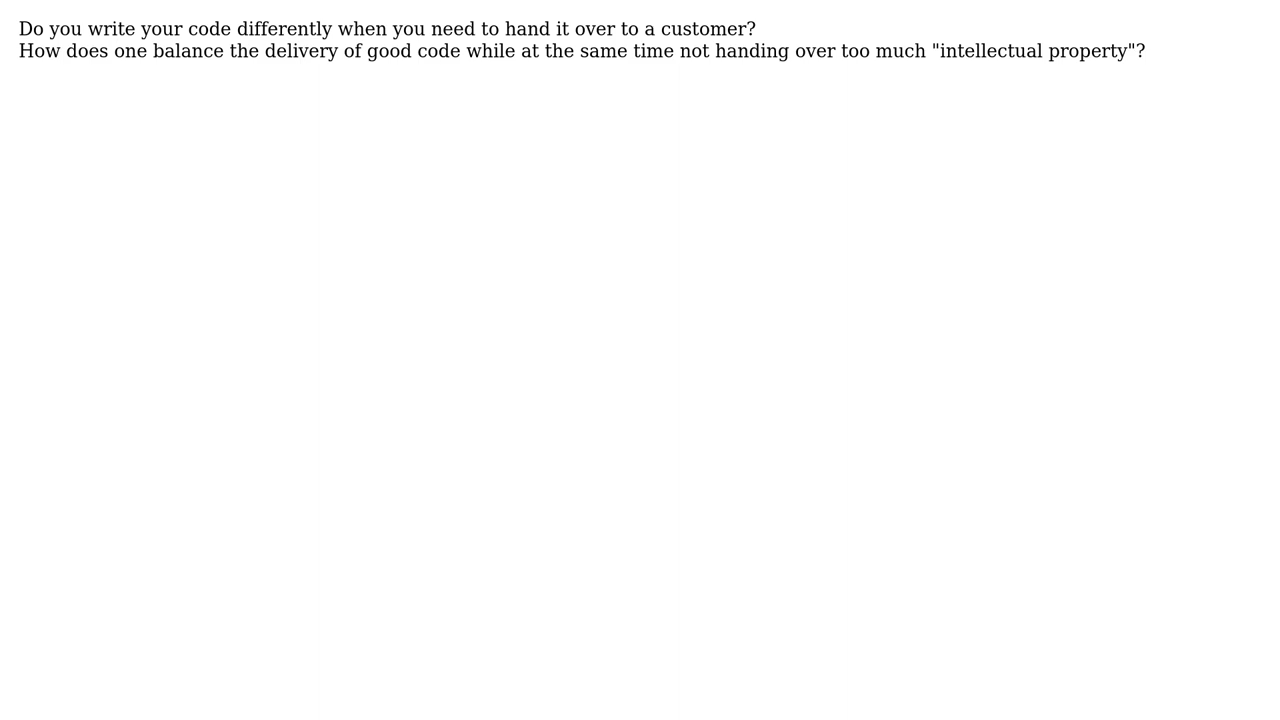 Do you write your code differently when you need to hand it over to a customer?
How does one balance the delivery of good code while at the same time not handing over too much "intellectual property"?